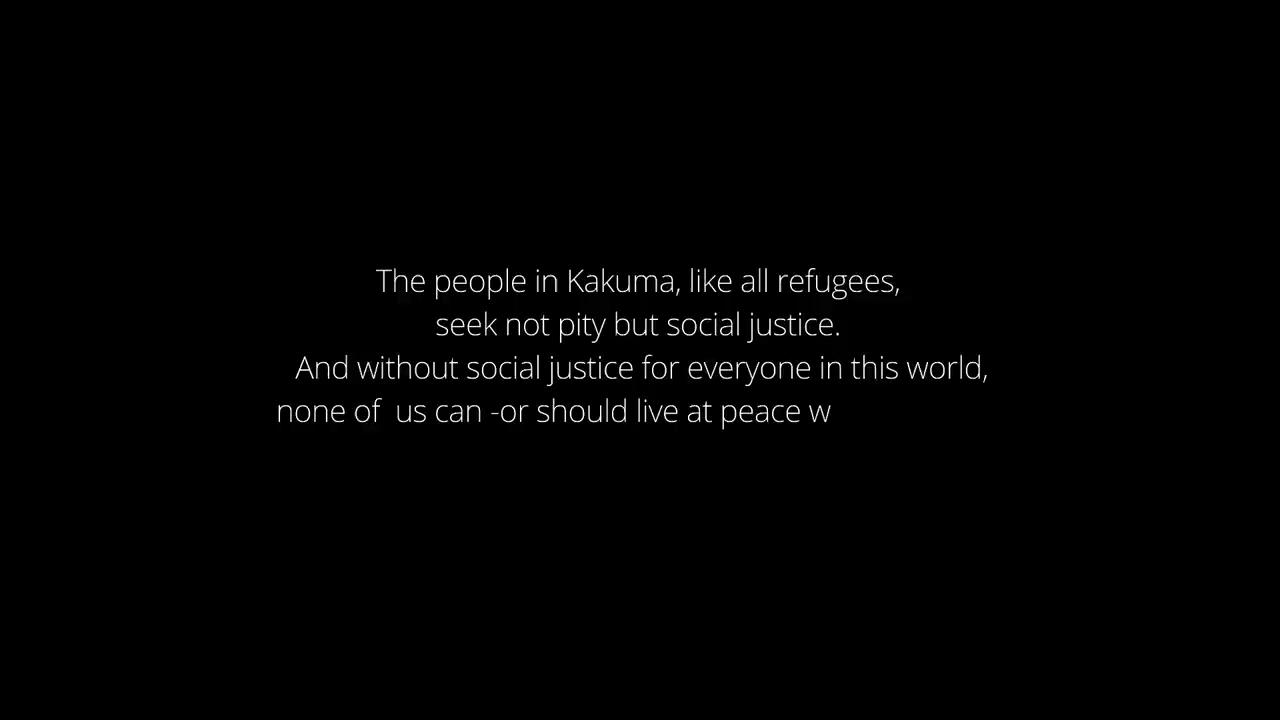 The people in Kakuma, like all refugees,
seek not pity but social justice.
And without social justice for everyone in this world,
none of  us can -or should live at peace w